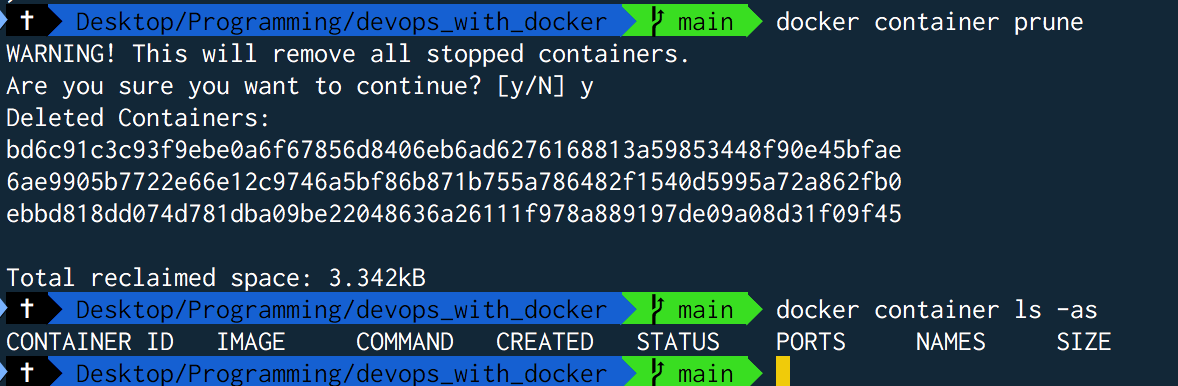 † Desktop/Programming/devops_with_docker main docker container prune
WARNING! This will remove all stopped containers.
Are you sure you want to continue? [y/N] y
Deleted Containers:
bd6c91c3c93f9ebe0a6f67856d8406eb6ad6276168813a59853448f90e45bfae
6ae9905b7722e66e12c9746a5bf86b871b755a786482f1540d5995a72a862fb0
ebbd818dd074d781dba09be22048636a26111f978a889197de09a08d31f09f45
Total reclaimed space: 3.342kB
† Desktop/Programming/devops_with_docker main docker container ls -as
CONTAINER ID IMAGE COMMAND CREATED STATUS PORTS NAMES SIZE
† Desktop/Programming/devops_with_docker main